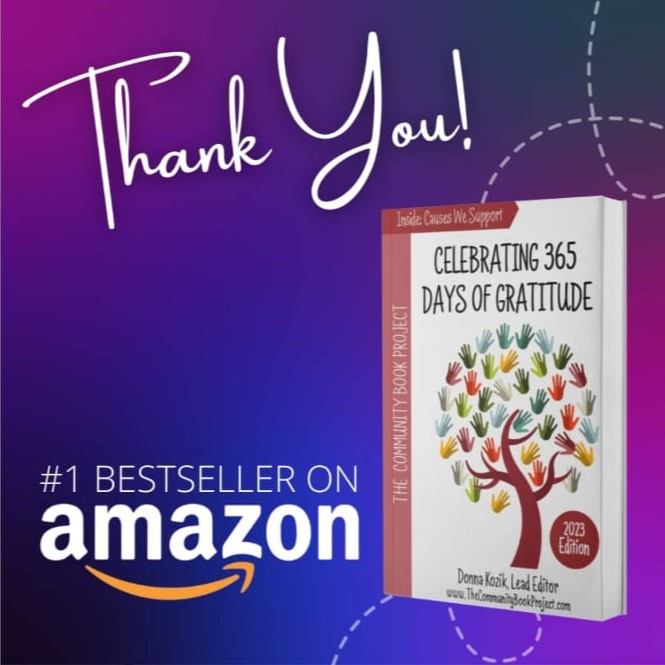 Thank You!
Inside: Causes We Support
CELEBRATING 365
DAYS OF GRATITUDE
THE COMMUNITY BOOK PROJECT
#1 BESTSELLER ON
amazon
2023
Edition
Donna Kozik, Lead Editor
www.TheCommunityBookProject.com